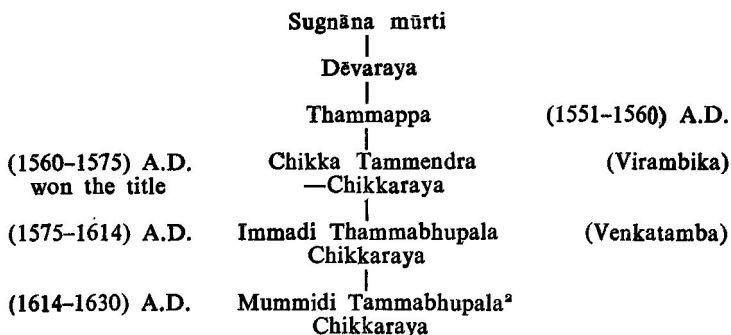 Sugnāna mūrti
Dēvaraya
Thammappa (1551–1560) A.D.
(1560–1575) A.D. Chikka Tammendra (Virambika)
won the title —Chikkaraya
(1575–1614) A.D. Immadi Thammabhupala (Venkatamba)
Chikkaraya
(1614–1630) A.D. Mummidi Tammabhupala²
Chikkaraya